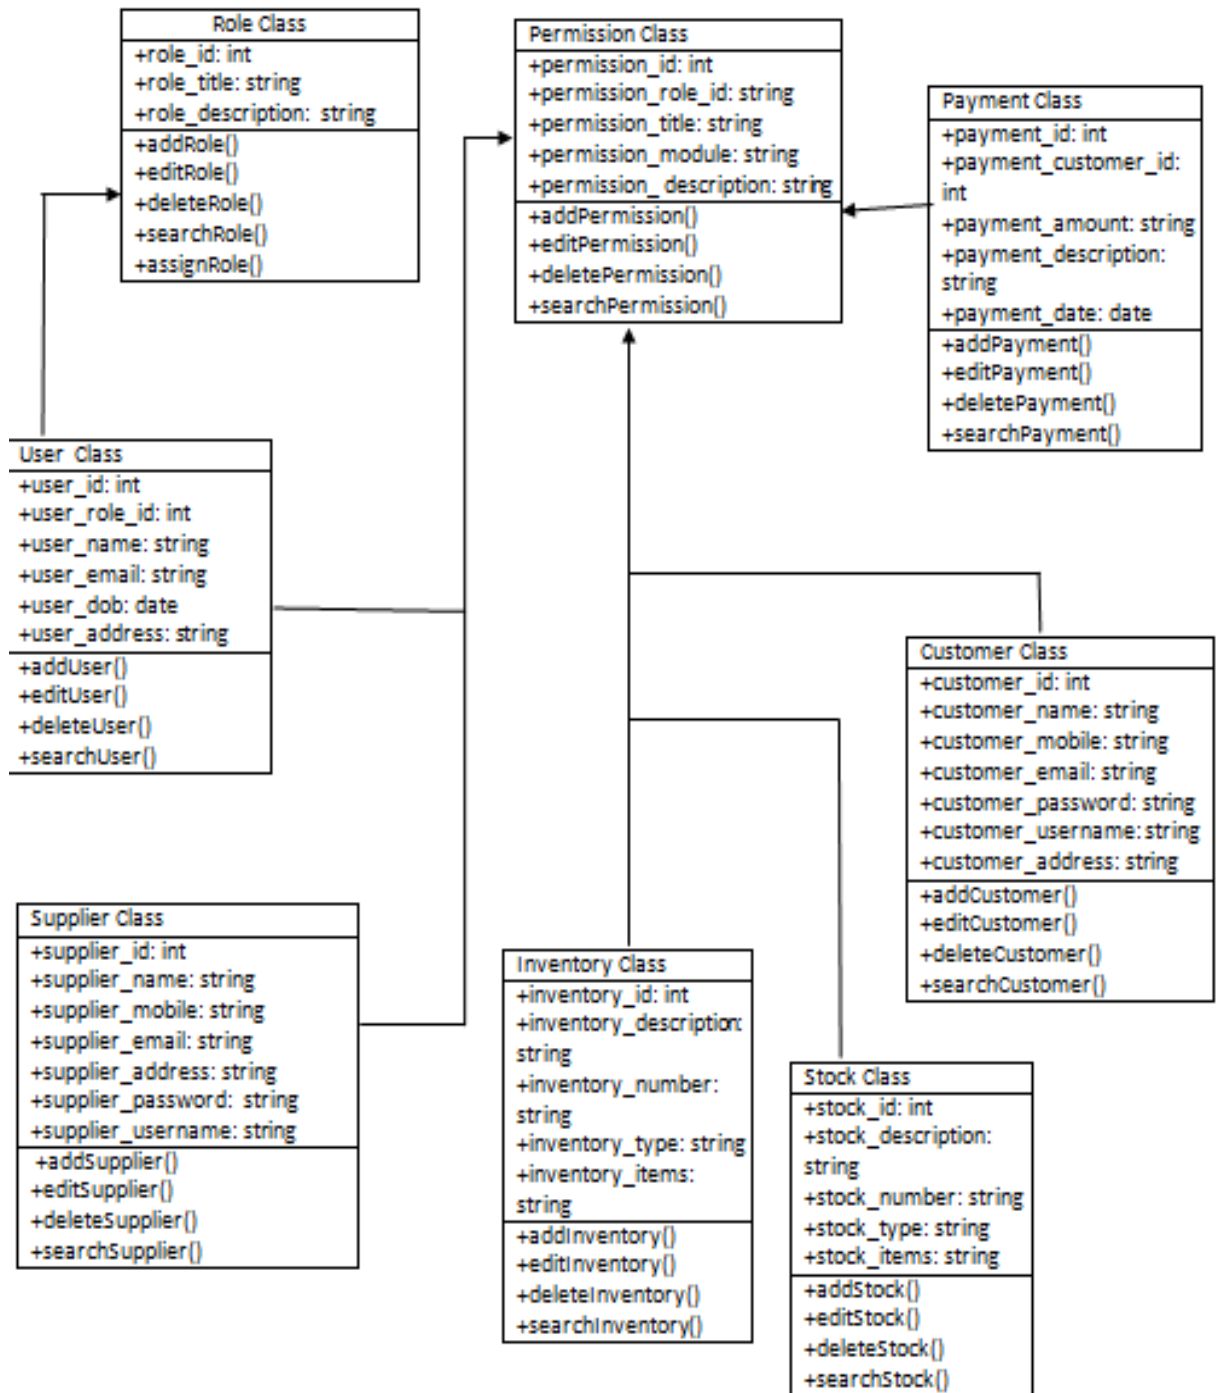 Role Class
+role_id: int
+role_title: string
+role_description:  string
+addRole()
+editRole()
+deleteRole()
+searchRole()
+assignRole()
Permission Class
+permission_id: int
+permission_role_id: string
+permission_title: string
+permission_module: string
+permission_ description: string
+addPermission()
+editPermission()
+deletePermission()
+searchPermission()
Payment Class
+payment_id: int
+payment_customer_id:
int
+payment_amount: string
+payment_description:
string
+payment_date: date
+addPayment()
+editPayment()
+deletePayment()
+searchPayment()
User  Class
+user_id: int
+user_role_id: int
+user_name: string
+user_email: string
+user_dob: date
+user_address: string
+addUser()
+editUser()
+deleteUser()
+searchUser()
Customer Class
+customer_id: int
+customer_name: string
+customer_mobile: string
+customer_email: string
+customer_password: string
+customer_username: string
+customer_address: string
+addCustomer()
+editCustomer()
+deleteCustomer()
+searchCustomer()
Supplier Class
+supplier_id: int
+supplier_name: string
+supplier_mobile: string
+supplier_email: string
+supplier_address: string
+supplier_password:  string
+supplier_username: string
+addSupplier()
+editSupplier()
+deleteSupplier()
+searchSupplier()
Inventory Class
+inventory_id: int
+inventory_description:
string
+inventory_number:
string
+inventory_type: string
+inventory_items:
string
+addInventory()
+editInventory()
+deleteInventory()
+searchInventory()
Stock Class
+stock_id: int
+stock_description:
string
+stock_number: string
+stock_type: string
+stock_items: string
+addStock()
+editStock()
+deleteStock()
+searchStock()